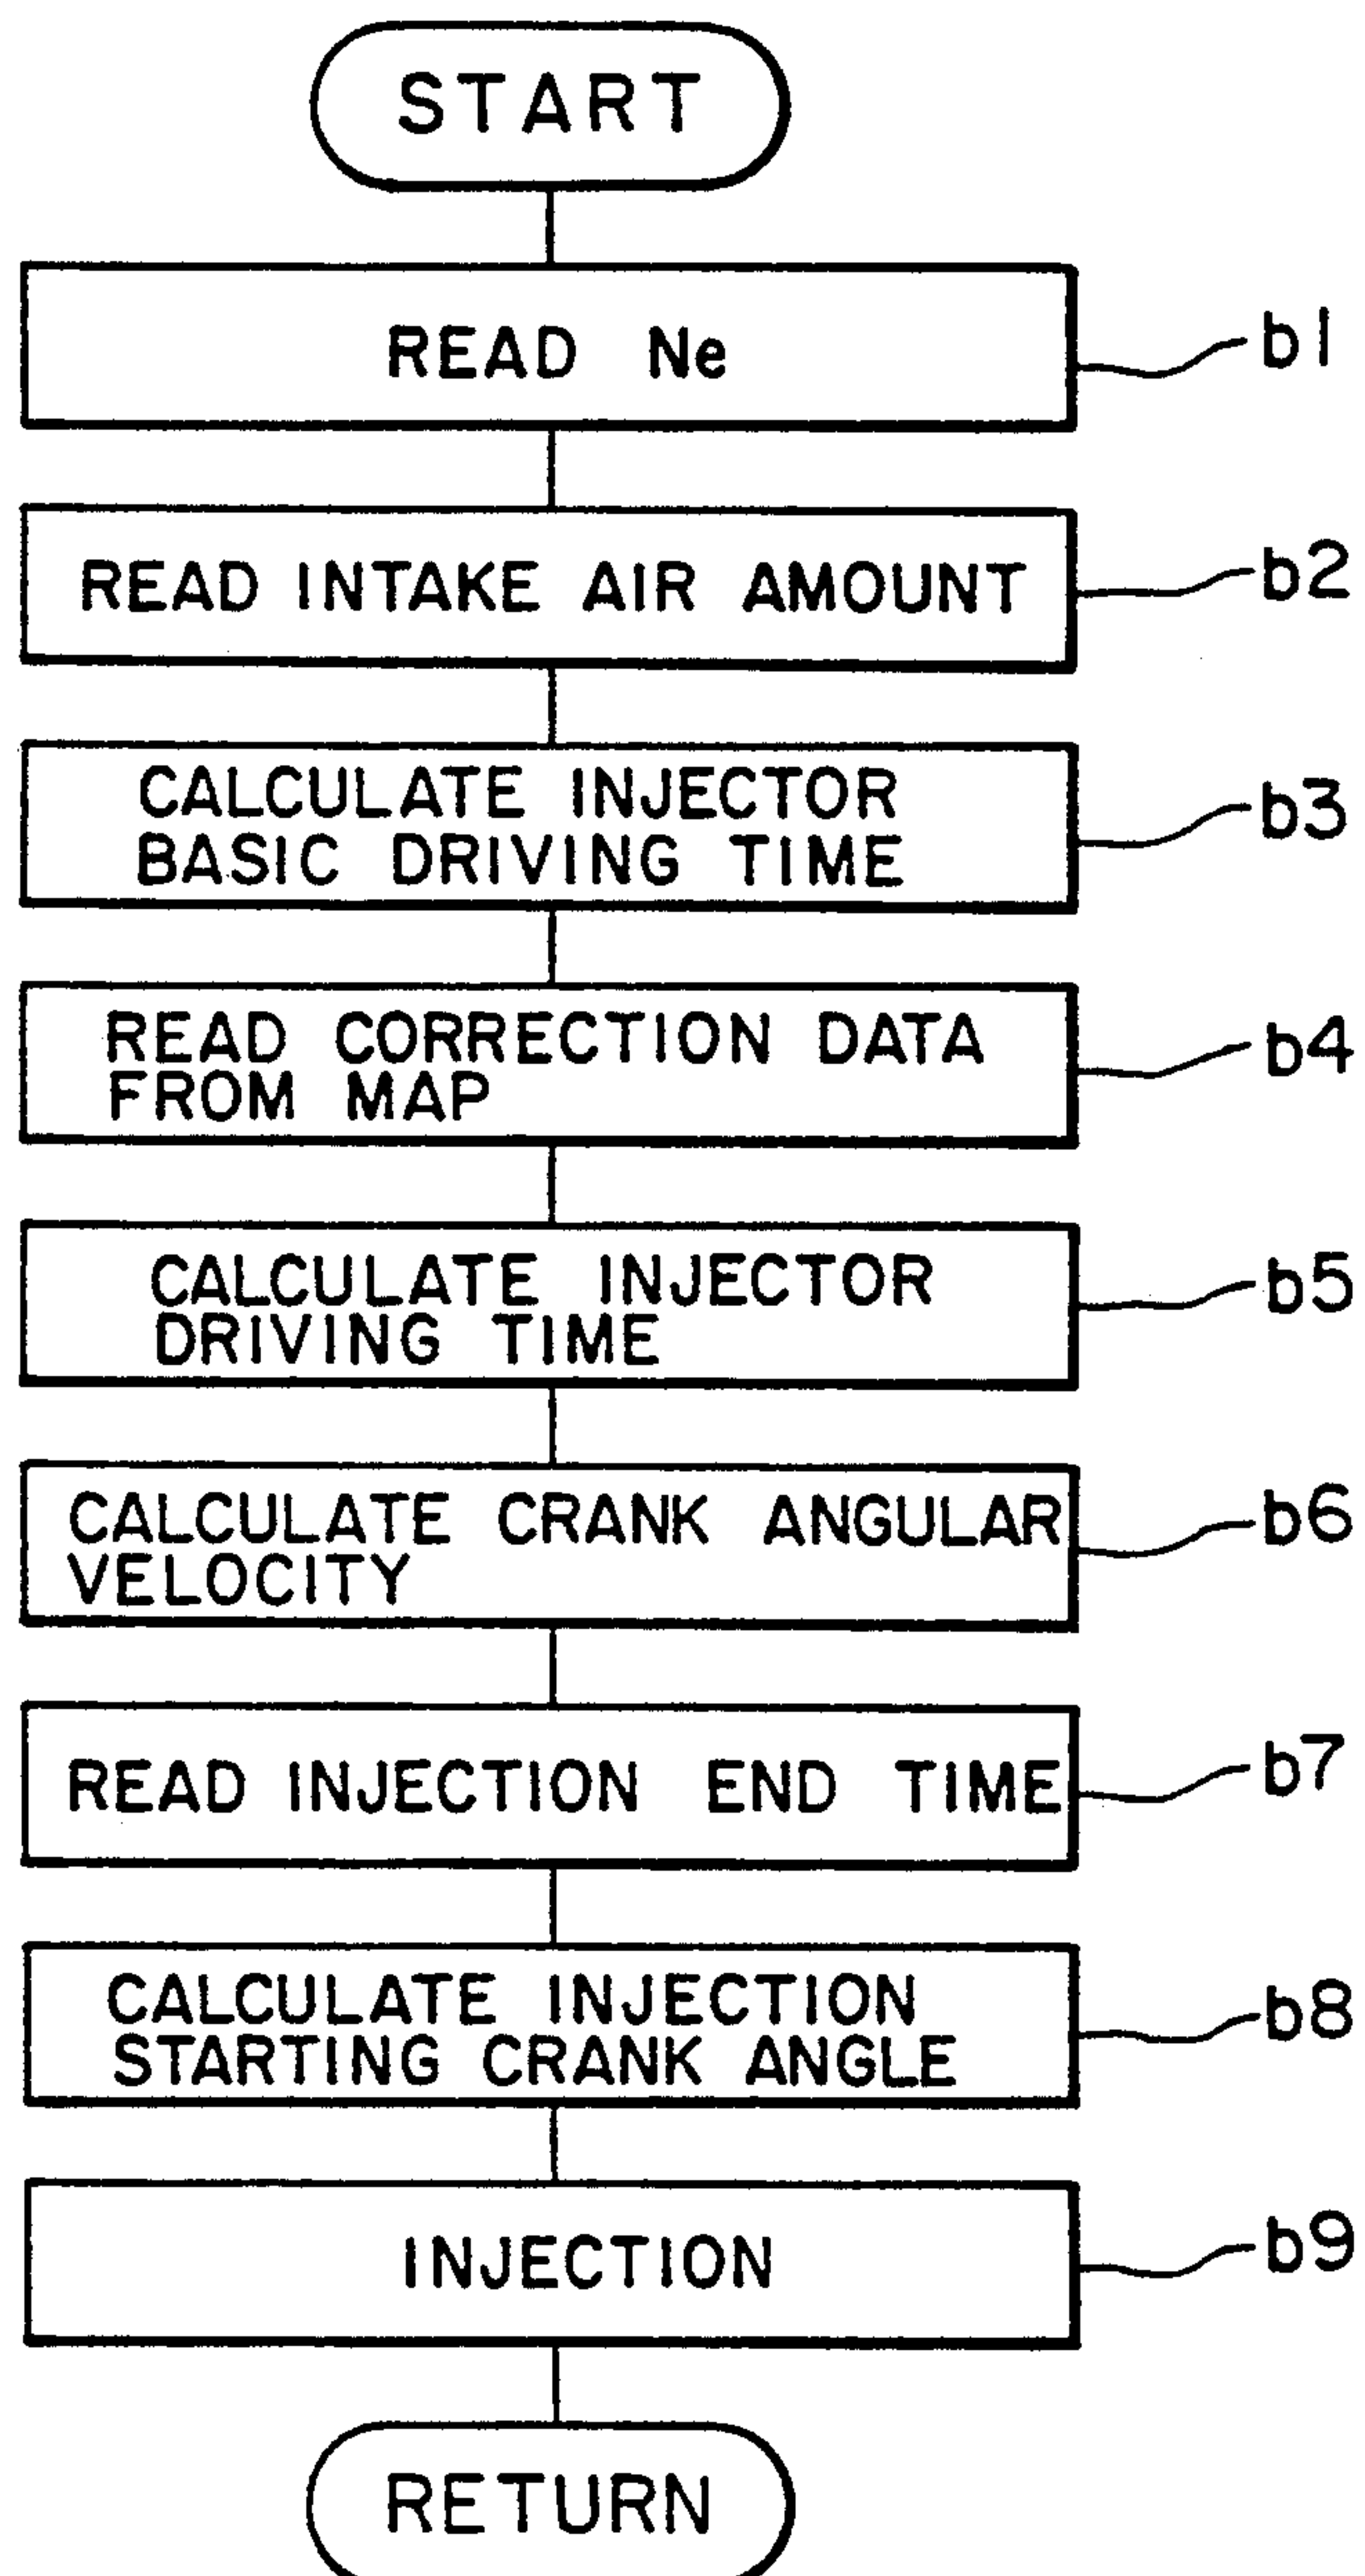 START
READ Ne
b1
READ INTAKE AIR AMOUNT
b2
CALCULATE INJECTOR
BASIC DRIVING TIME
b3
READ CORRECTION DATA
FROM MAP
b4
CALCULATE INJECTOR
DRIVING TIME
b5
CALCULATE CRANK ANGULAR
VELOCITY
b6
READ INJECTION END TIME
b7
CALCULATE INJECTION
STARTING CRANK ANGLE
b8
INJECTION
b9
RETURN